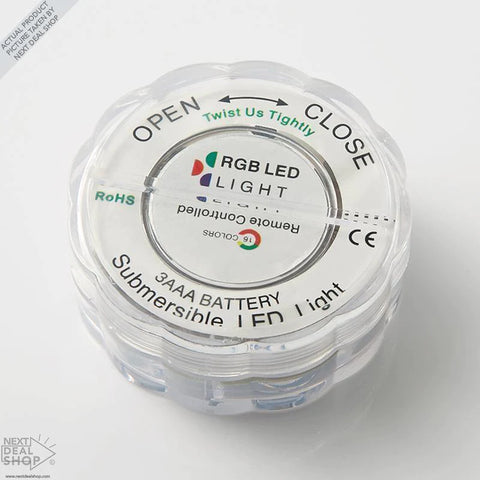 ACTUAL PRODUCT
PICTURE TAKEN BY
NEXT DEAL SHOP
OPEN CLOSE
Twist Us Tightly
RGB LED
LIGHT
LIGHT
Remote Controlled
16
COLORS
RoHS
CE
3AAA BATTERY
Submersible LED Light
NEXT
DEAL
SHOP
www.nextdealshop.com